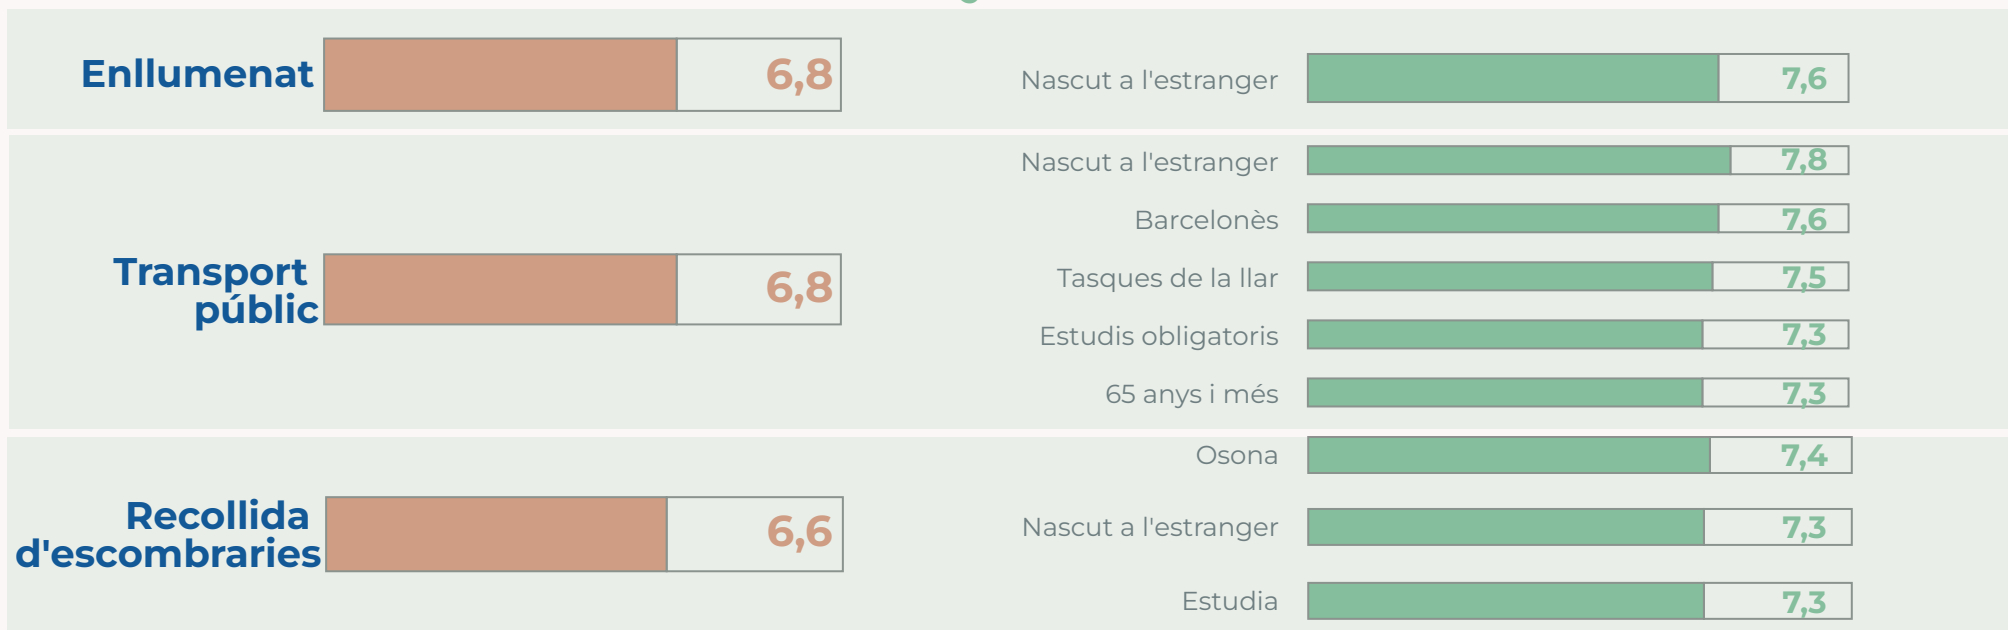 Enllumenat 6,8
Nascut a l'estranger 7,6
Transport
públic 6,8
Nascut a l'estranger 7,8
Barcelonès 7,6
Tasques de la llar 7,5
Estudis obligatoris 7,3
65 anys i més 7,3
Recollida
d'escombraries 6,6
Osona 7,4
Nascut a l'estranger 7,3
Estudia 7,3